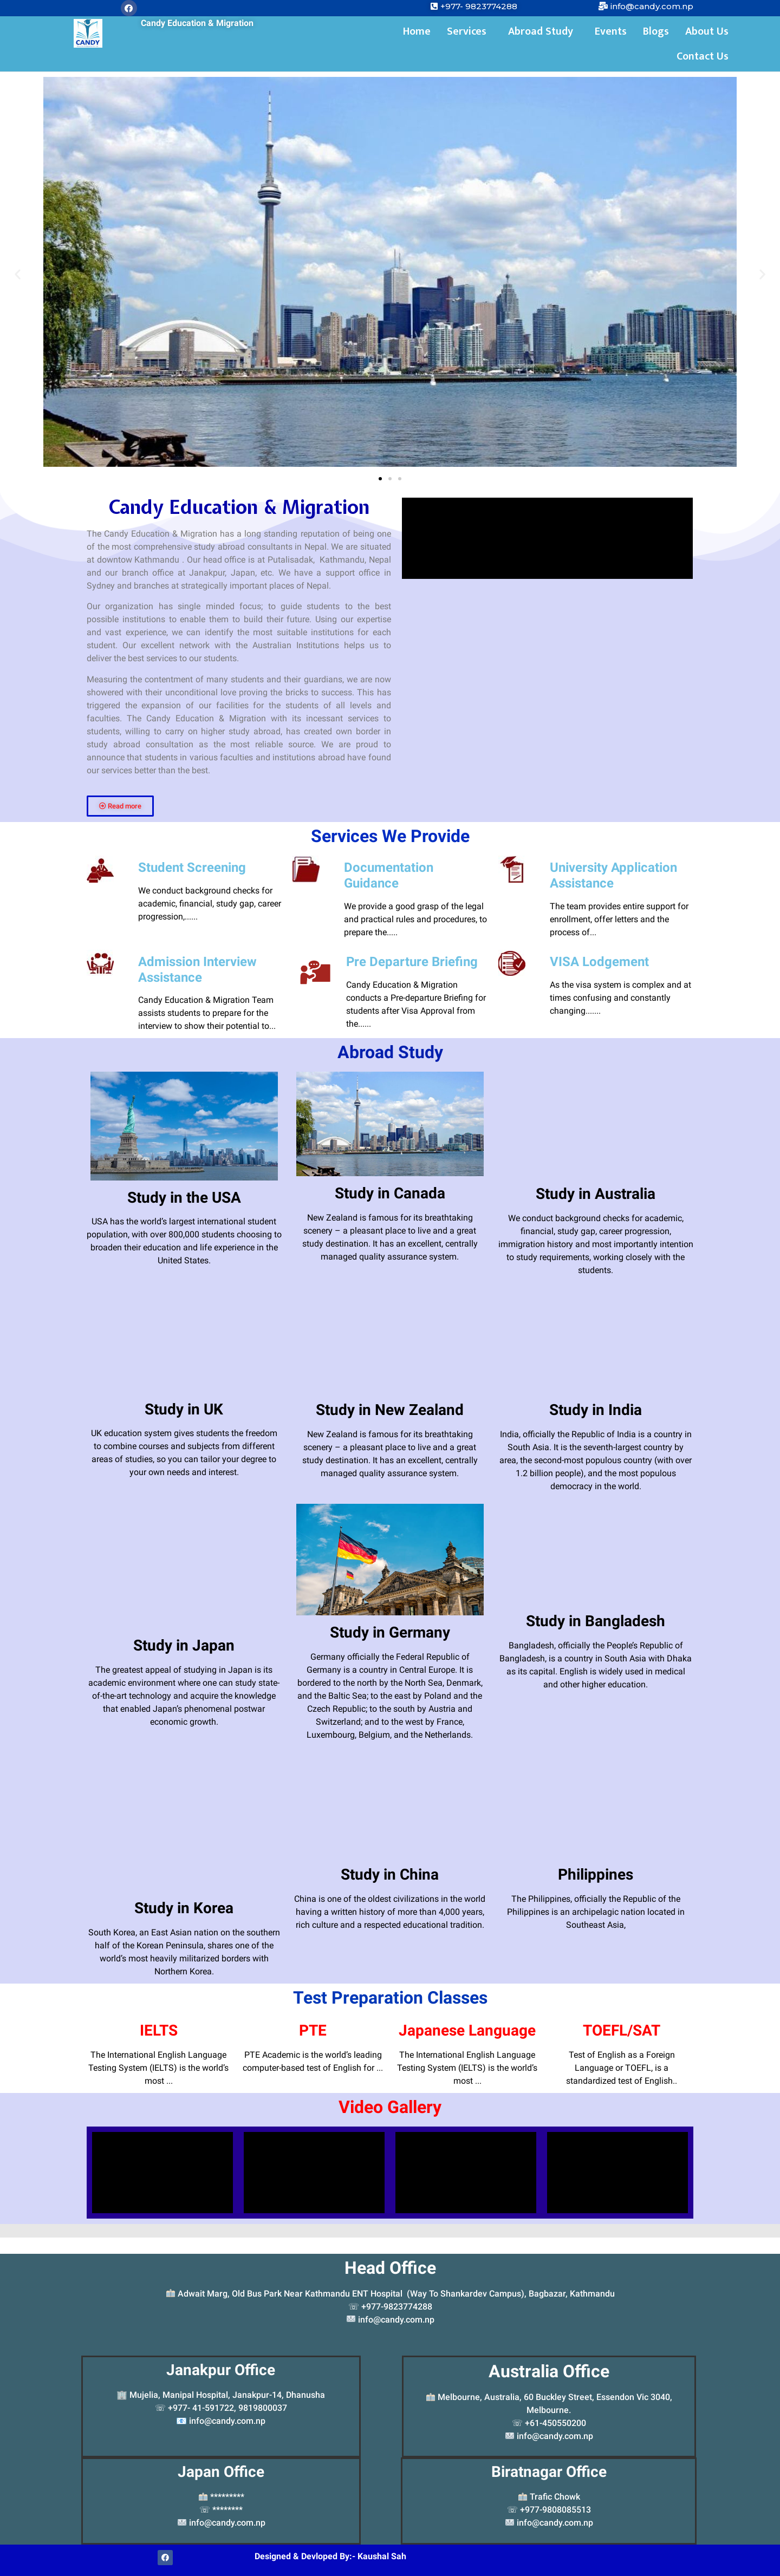 +977- 9823774288
info@candy.com.np
CANDY
Candy Education & Migration
Home
Services
Abroad Study
Events
Blogs
About Us
Contact Us
Candy Education & Migration
The Candy Education & Migration has a long standing reputation of being one
of the most comprehensive study abroad consultants in Nepal. We are situated
at downtow Kathmandu . Our head office is at Putalisadak, Kathmandu, Nepal
and our branch office at Janakpur, Japan, etc. We have a support office in
Sydney and branches at strategically important places of Nepal.
Our organization has single minded focus; to guide students to the best
possible institutions to enable them to build their future. Using our expertise
and vast experience, we can identify the most suitable institutions for each
student. Our excellent network with the Australian Institutions helps us to
deliver the best services to our students.
Measuring the contentment of many students and their guardians, we are now
showered with their unconditional love proving the bricks to success. This has
triggered the expansion of our facilities for the students of all levels and
faculties. The Candy Education & Migration with its incessant services to
students, willing to carry on higher study abroad, has created own border in
study abroad consultation as the most reliable source. We are proud to
announce that students in various faculties and institutions abroad have found
our services better than the best.
Read more
Services We Provide
Student Screening
We conduct background checks for
academic, financial, study gap, career
progression,......
Documentation
Guidance
We provide a good grasp of the legal
and practical rules and procedures, to
prepare the.....
University Application
Assistance
The team provides entire support for
enrollment, offer letters and the
process of...
Admission Interview
Assistance
Candy Education & Migration Team
assists students to prepare for the
interview to show their potential to...
Pre Departure Briefing
Candy Education & Migration
conducts a Pre-departure Briefing for
students after Visa Approval from
the......
VISA Lodgement
As the visa system is complex and at
times confusing and constantly
changing.......
Abroad Study
Study in the USA
USA has the world's largest international student
population, with over 800,000 students choosing to
broaden their education and life experience in the
United States.
Study in Canada
New Zealand is famous for its breathtaking
scenery – a pleasant place to live and a great
study destination. It has an excellent, centrally
managed quality assurance system.
Study in Australia
We conduct background checks for academic,
financial, study gap, career progression,
immigration history and most importantly intention
to study requirements, working closely with the
students.
Study in UK
UK education system gives students the freedom
to combine courses and subjects from different
areas of studies, so you can tailor your degree to
your own needs and interest.
Study in New Zealand
New Zealand is famous for its breathtaking
scenery – a pleasant place to live and a great
study destination. It has an excellent, centrally
managed quality assurance system.
Study in India
India, officially the Republic of India is a country in
South Asia. It is the seventh-largest country by
area, the second-most populous country (with over
1.2 billion people), and the most populous
democracy in the world.
Study in Japan
The greatest appeal of studying in Japan is its
academic environment where one can study state-
of-the-art technology and acquire the knowledge
that enabled Japan's phenomenal postwar
economic growth.
Study in Germany
Germany officially the Federal Republic of
Germany is a country in Central Europe. It is
bordered to the north by the North Sea, Denmark,
and the Baltic Sea; to the east by Poland and the
Czech Republic; to the south by Austria and
Switzerland; and to the west by France,
Luxembourg, Belgium, and the Netherlands.
Study in Bangladesh
Bangladesh, officially the People's Republic of
Bangladesh, is a country in South Asia with Dhaka
as its capital. English is widely used in medical
and other higher education.
Study in Korea
South Korea, an East Asian nation on the southern
half of the Korean Peninsula, shares one of the
world's most heavily militarized borders with
Northern Korea.
Study in China
China is one of the oldest civilizations in the world
having a written history of more than 4,000 years,
rich culture and a respected educational tradition.
Philippines
The Philippines, officially the Republic of the
Philippines is an archipelagic nation located in
Southeast Asia,
Test Preparation Classes
IELTS
The International English Language
Testing System (IELTS) is the world's
most ...
PTE
PTE Academic is the world's leading
computer-based test of English for ...
Japanese Language
The International English Language
Testing System (IELTS) is the world's
most ...
TOEFL/SAT
Test of English as a Foreign
Language or TOEFL, is a
standardized test of English..
Video Gallery
Head Office
Adwait Marg, Old Bus Park Near Kathmandu ENT Hospital (Way To Shankardev Campus), Bagbazar, Kathmandu
☏ +977-9823774288
info@candy.com.np
Janakpur Office
Mujelia, Manipal Hospital, Janakpur-14, Dhanusha
☏ +977- 41-591722, 9819800037
info@candy.com.np
Australia Office
Melbourne, Australia, 60 Buckley Street, Essendon Vic 3040,
Melbourne.
☏ +61-450550200
info@candy.com.np
Japan Office
*********
☏ ********
info@candy.com.np
Biratnagar Office
Trafic Chowk
☏ +977-9808085513
info@candy.com.np
Designed & Devloped By:- Kaushal Sah